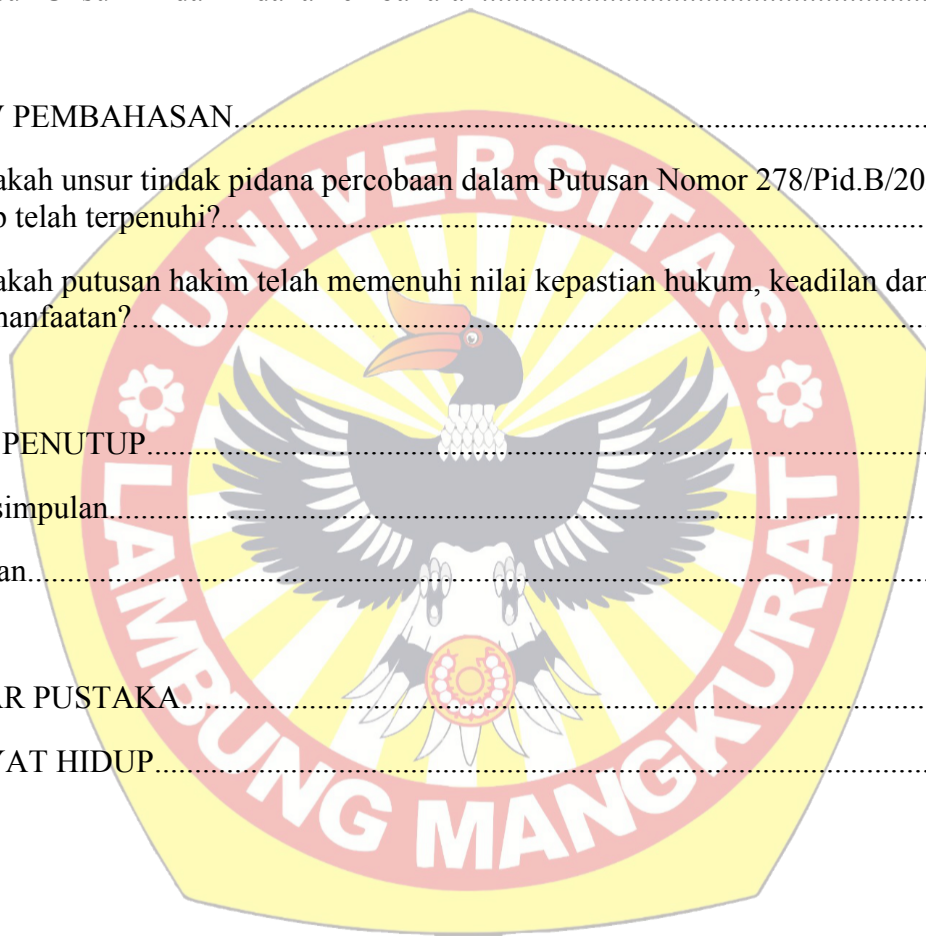 PEMBAHASAN
akah unsur tindak pidana percobaan dalam Putusan Nomor 278/Pid.B/20
telah terpenuhi?
akah putusan hakim telah memenuhi nilai kepastian hukum, keadilan dan
anfaatan?
PENUTUP
simpulan
an
AR PUSTAKA
YAT HIDUP
UNIVERSITAS
LAMBUNG MANGKURAT